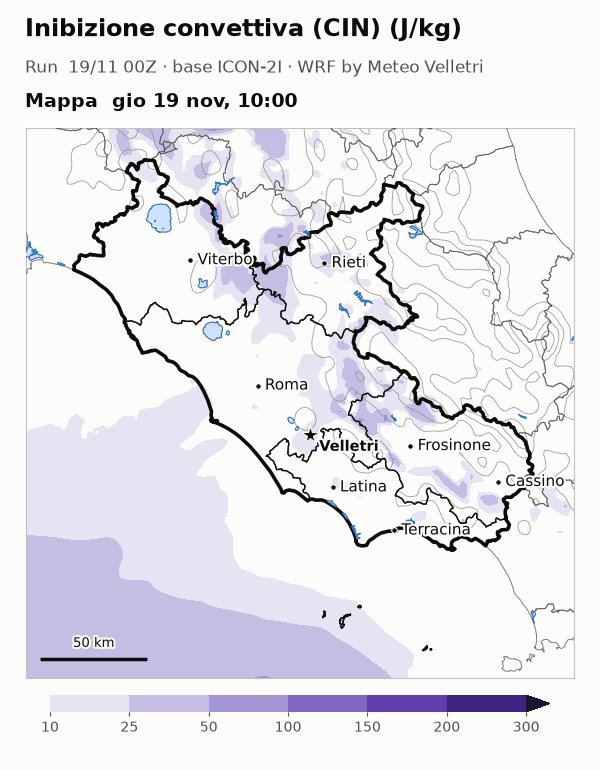 Inibizione convettiva (CIN) (J/kg)
Run 19/11 00Z · base ICON-2I · WRF by Meteo Velletri
Mappa gio 19 nov, 10:00
Viterbo
Rieti
Roma
Velletri
Frosinone
Cassino
Latina
Terracina
50 km
10 25 50 100 150 200 300